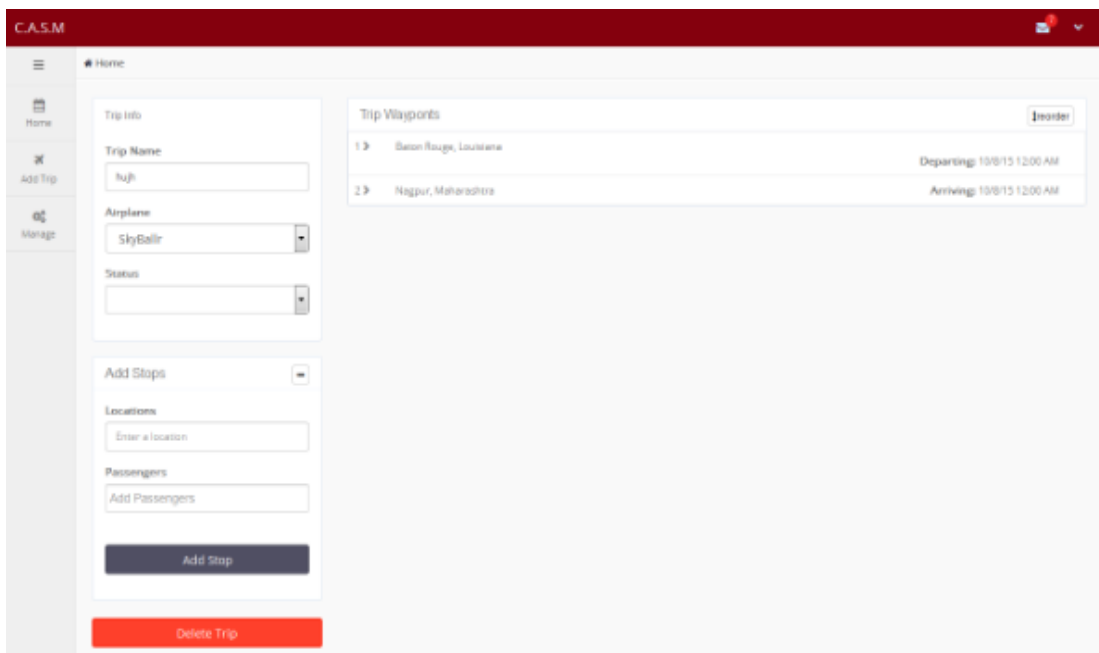 C.A.S.M
Home
Home
Add Trip
Manage
Trip Info
Trip Name
hujh
Airplane
SkyBallr
Status
Add Stops
Locations
Enter a location
Passengers
Add Passengers
Add Stop
Delete Trip
Trip Wayponts
reorder
1 Baton Rouge, Louisiana
Departing: 10/8/15 12:00 AM
2 Nagpur, Maharashtra
Arriving: 10/8/15 12:00 AM